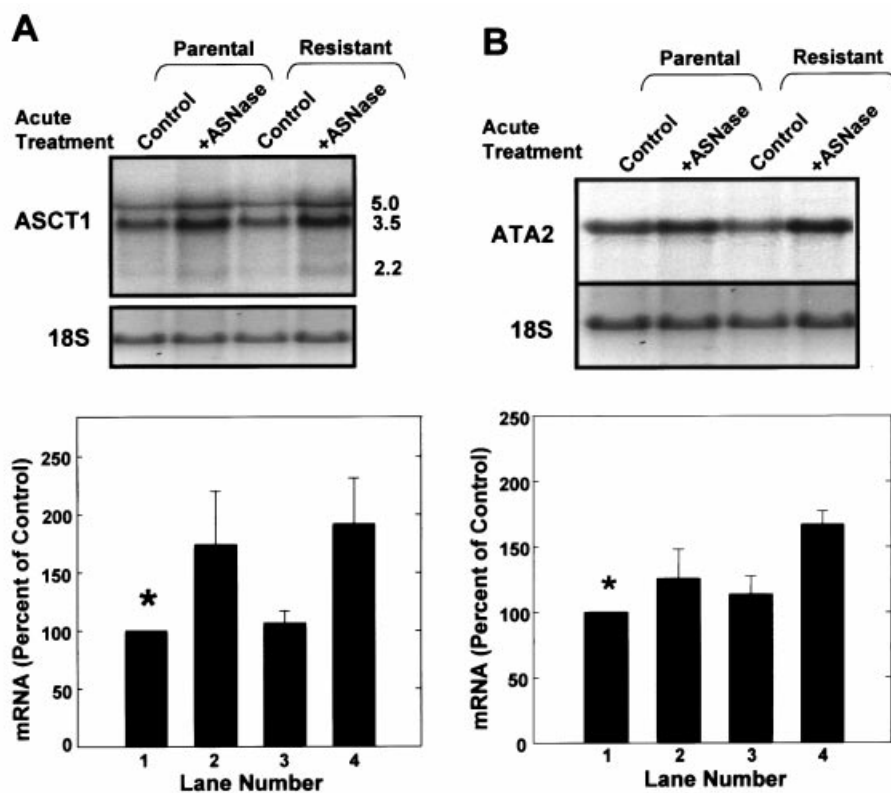 A
Parental Resistant
Acute Treatment
Control +ASNase Control +ASNase
ASCT1
5.0
3.5
2.2
18S
mRNA (Percent of Control)
250
200
150
100
50
0
*
1 2 3 4
Lane Number
B
Parental Resistant
Acute Treatment
Control +ASNase Control +ASNase
ATA2
18S
mRNA (Percent of Control)
250
200
150
100
50
0
*
1 2 3 4
Lane Number